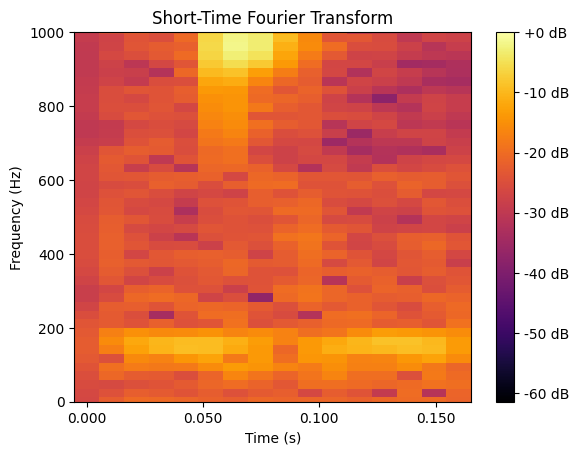 Short-Time Fourier Transform
Frequency (Hz)
1000
800
600
400
200
0
0.000
0.050
0.100
0.150
Time (s)
+0 dB
-10 dB
-20 dB
-30 dB
-40 dB
-50 dB
-60 dB